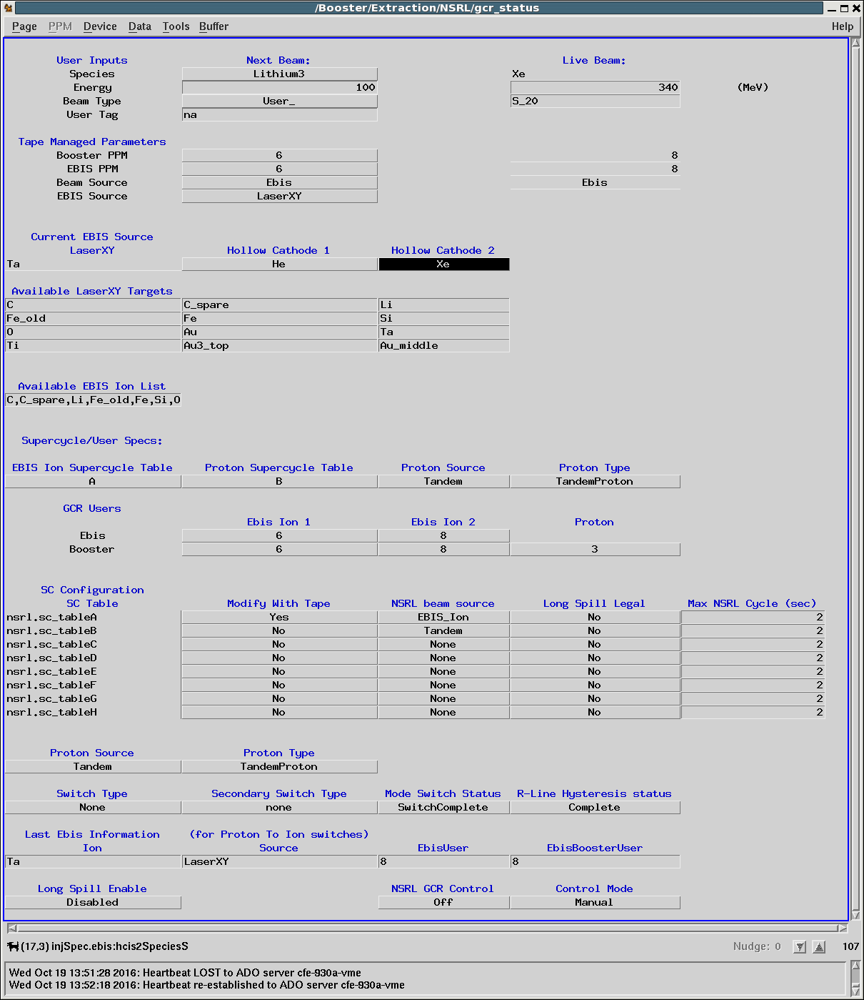 /Booster/Extraction/NSRL/gcr_status
Page PPM Device Data Tools Buffer Help
User Inputs Next Beam: Live Beam:
Species Lithium3 Xe
Energy 100 340 (MeV)
Beam Type User_ S_20
User Tag na
Tape Managed Parameters
Booster PPM 6 8
EBIS PPM 6 8
Beam Source Ebis Ebis
EBIS Source LaserXY
Current EBIS Source
LaserXY Hollow Cathode 1 Hollow Cathode 2
Ta He Xe
Available LaserXY Targets
C C_spare Li
Fe_old Fe Si
O Au Ta
Ti Au3_top Au_middle
Available EBIS Ion List
C,C_spare,Li,Fe_old,Fe,Si,O
Supercycle/User Specs:
EBIS Ion Supercycle Table Proton Supercycle Table Proton Source Proton Type
A B Tandem TandemProton
GCR Users
Ebis Ion 1 Ebis Ion 2 Proton
Ebis 6 8
Booster 6 8 3
SC Configuration
SC Table Modify With Tape NSRL beam source Long Spill Legal Max NSRL Cycle (sec)
nsrl.sc_tableA Yes EBIS_Ion No 2
nsrl.sc_tableB No Tandem No 2
nsrl.sc_tableC No None No 2
nsrl.sc_tableD No None No 2
nsrl.sc_tableE No None No 2
nsrl.sc_tableF No None No 2
nsrl.sc_tableG No None No 2
nsrl.sc_tableH No None No 2
Proton Source Proton Type
Tandem TandemProton
Switch Type Secondary Switch Type Mode Switch Status R-Line Hysteresis status
None none SwitchComplete Complete
Last Ebis Information (for Proton To Ion switches)
Ion Source EbisUser EbisBoosterUser
Ta LaserXY 8 8
Long Spill Enable NSRL GCR Control Control Mode
Disabled Off Manual
(17,3) injSpec.ebis:hcis2SpeciesS Nudge: 0 107
Wed Oct 19 13:51:28 2016: Heartbeat LOST to ADO server cfe-930a-vme
Wed Oct 19 13:52:18 2016: Heartbeat re-established to ADO server cfe-930a-vme